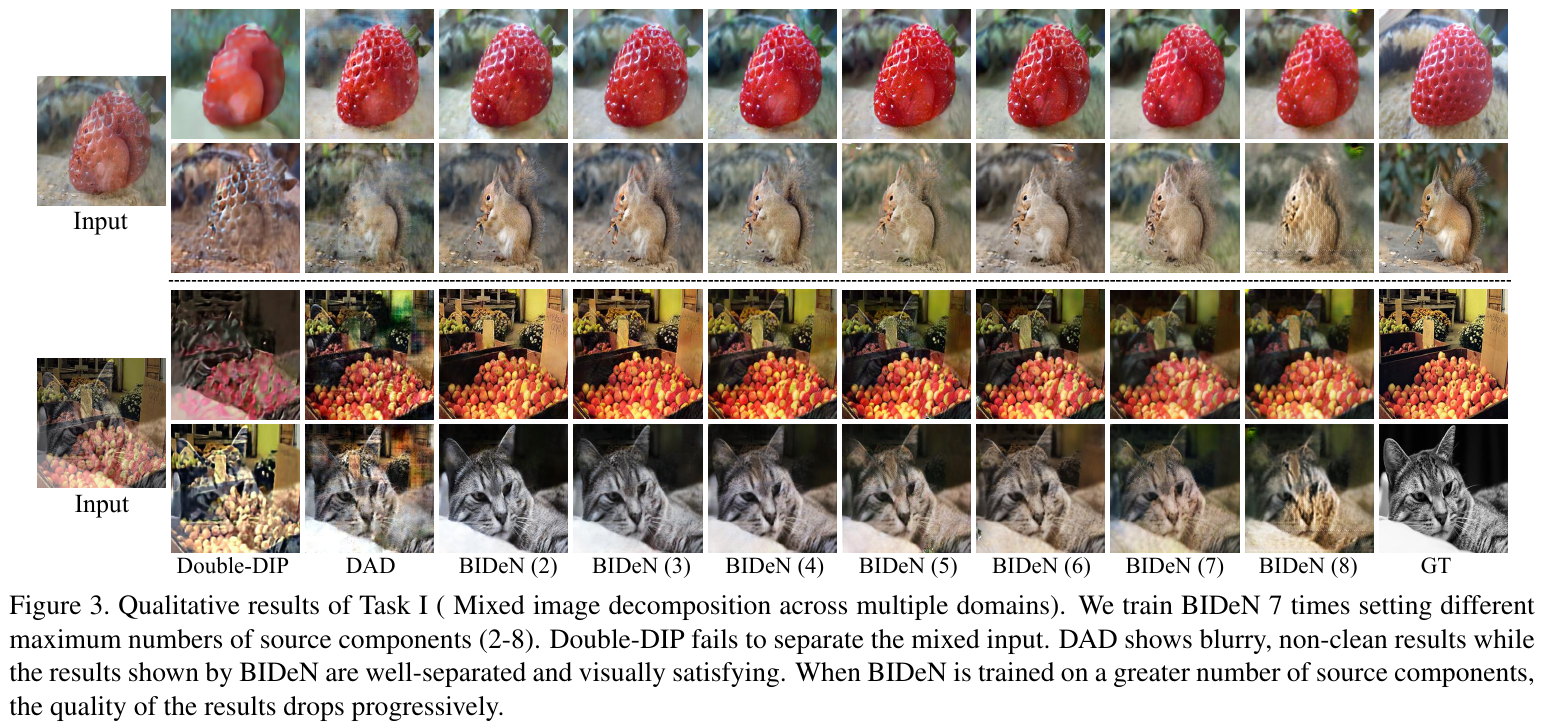 Input
Input
Double-DIP DAD BIDeN (2) BIDeN (3) BIDeN (4) BIDeN (5) BIDeN (6) BIDeN (7) BIDeN (8) GT
Figure 3. Qualitative results of Task I ( Mixed image decomposition across multiple domains). We train BIDeN 7 times setting different
maximum numbers of source components (2-8). Double-DIP fails to separate the mixed input. DAD shows blurry, non-clean results while
the results shown by BIDeN are well-separated and visually satisfying. When BIDeN is trained on a greater number of source components,
the quality of the results drops progressively.